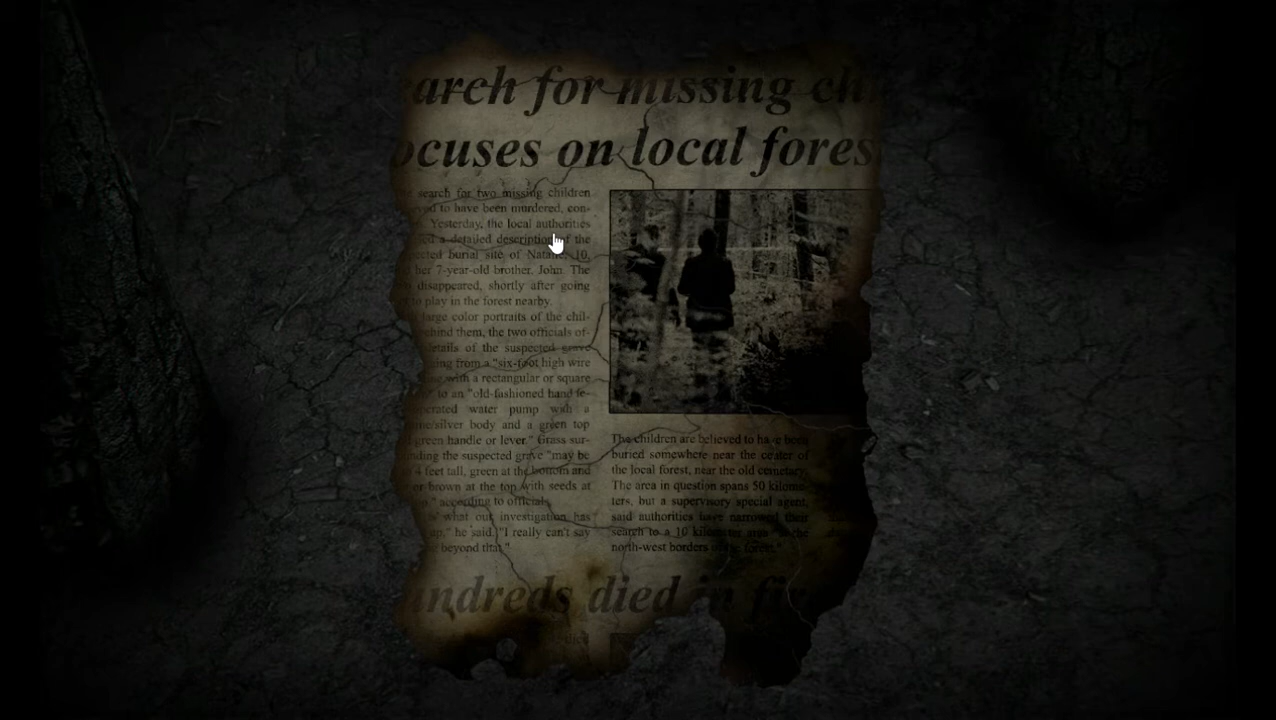 arch for missing ch
ocuses on local fores
search for two missing children
to have been murdered, con-
Yesterday, the local authorities
a detailed description of the
burial site of Natalie, 10,
her 7-year-old brother. John. The
disappeared, shortly after going
to play in the forest nearby.
large color portraits of the chil-
behind them, the two officials of-
details of the suspected grave
from a "six-foot high wire
with a rectangular or square
to an "old-fashioned hand
water pump with a
/silver body and a green top
green handle or lever." Grass sur-
the suspected grave "may be
4 feet tall, green at the bottom and
or brown at the top with seeds at
according to officials
what our investigation has
up," he said. "I really can't say
beyond that."
The children are believed to have been
buried somewhere near the center of
the local forest, near the old cemetary.
The area in question spans 50 kilome-
ters, but a supervisory special agent,
said authorities have narrowed their
search to a 10 kilometer area
north-west borders forest."
undreds died in fir